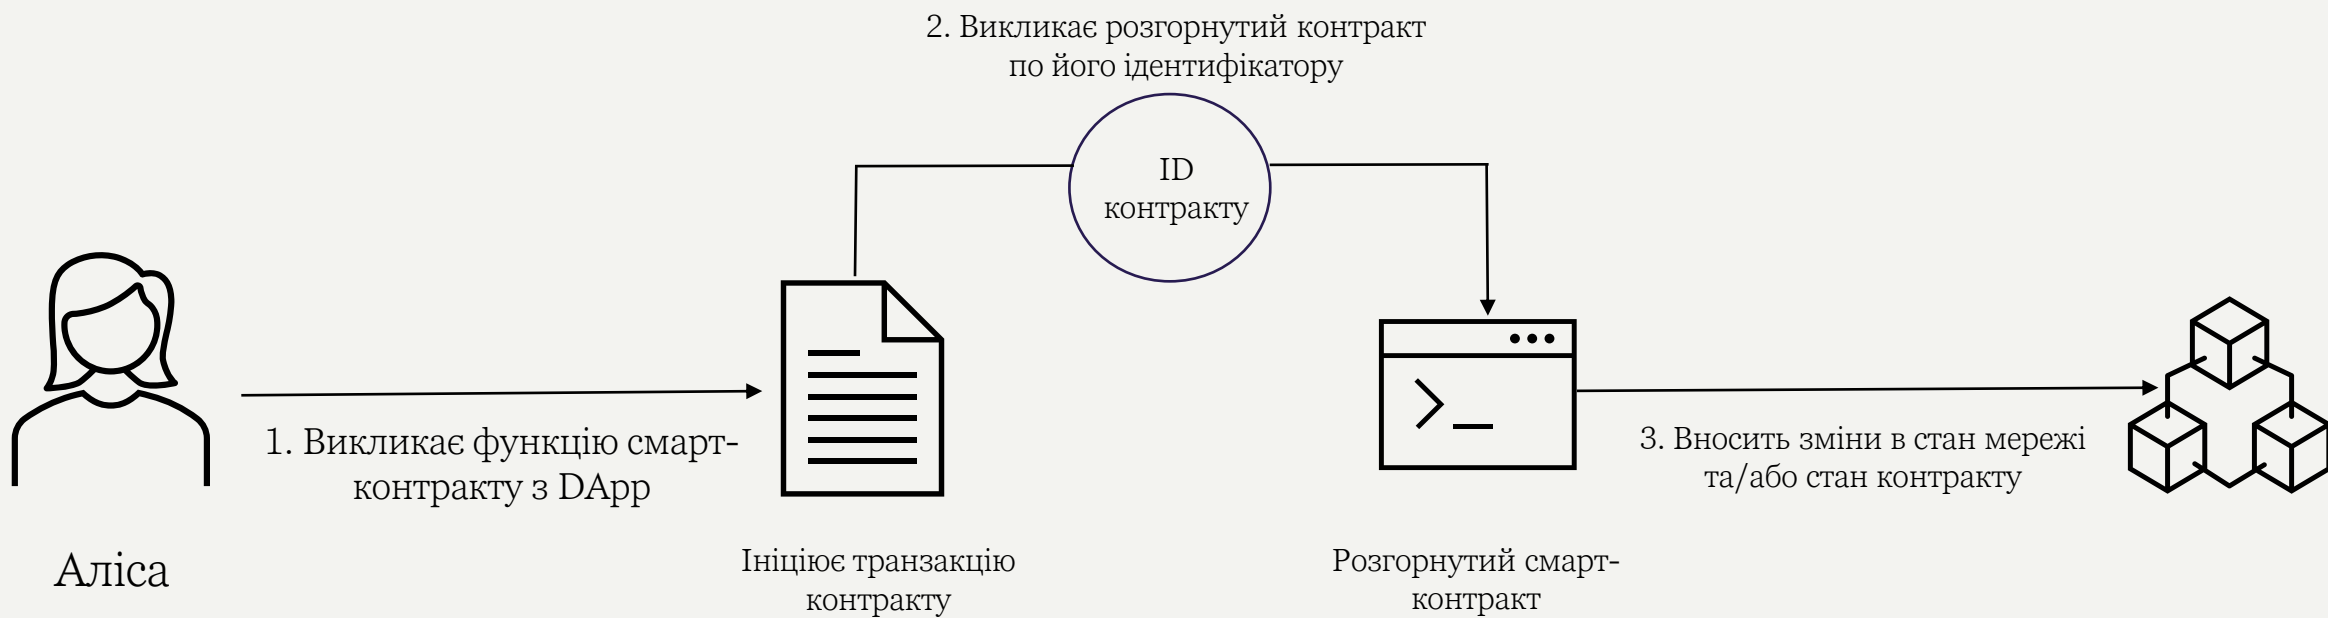 2. Викликає розгорнутий контракт
по його ідентифікатору
ID
контракту
1. Викликає функцію смарт-
контракту з DApp
3. Вносить зміни в стан мережі
та/або стан контракту
Аліса
Ініціює транзакцію
контракту
Розгорнутий смарт-
контракт